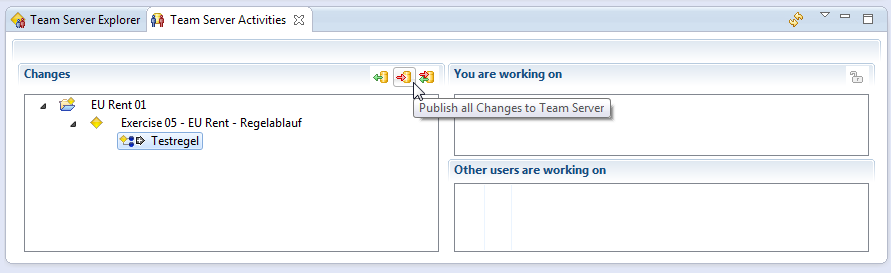 Team Server Explorer
Team Server Activities
Changes
You are working on
EU Rent 01
Publish all Changes to Team Server
Exercise 05 - EU Rent - Regelablauf
Testregel
Other users are working on